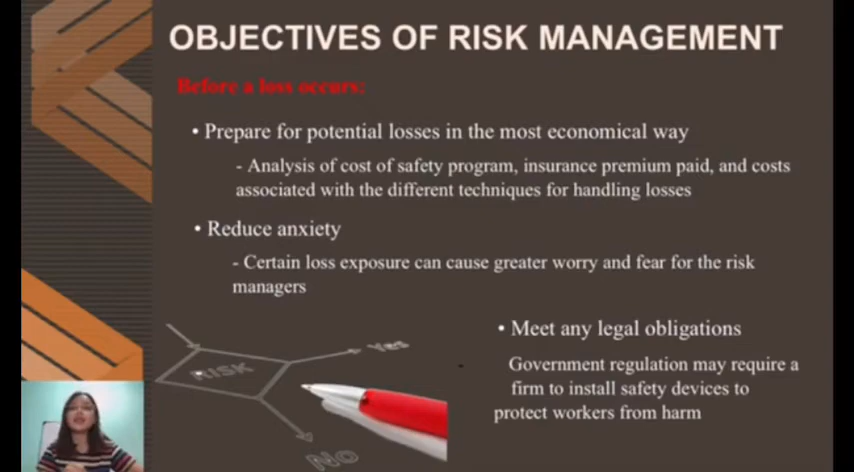 OBJECTIVES OF RISK MANAGEMENT
Before a loss occurs:
• Prepare for potential losses in the most economical way
- Analysis of cost of safety program, insurance premium paid, and costs
associated with the different techniques for handling losses
• Reduce anxiety
- Certain loss exposure can cause greater worry and fear for the risk
managers
• Meet any legal obligations
Government regulation may require a
firm to install safety devices to
protect workers from harm
RISK
Yes
No